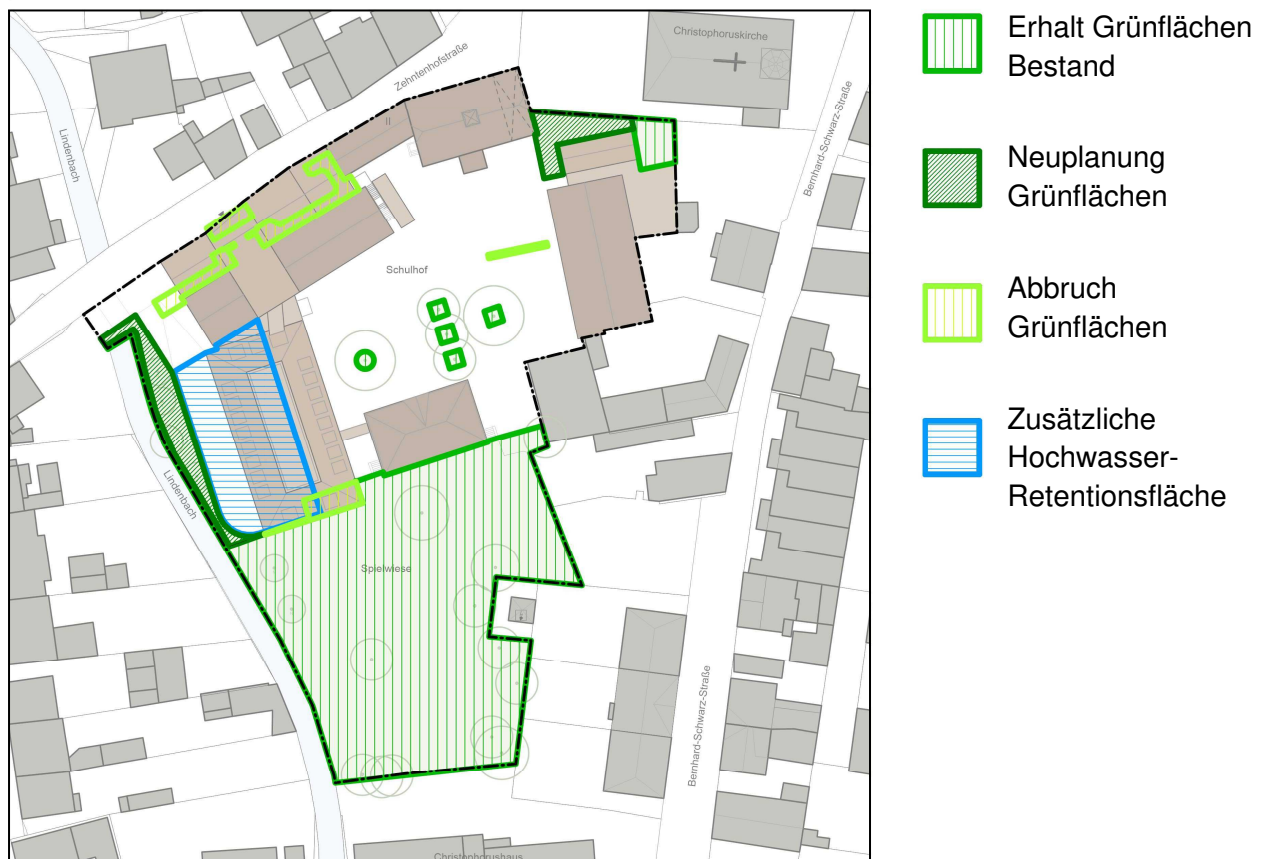 Christophoruskirche
Zehntenhofstraße
Lindenbach
II
Bernhard-Schwarz-Straße
Schulhof
Lindenbach
Spielwiese
Bernhard-Schwarz-Straße
Christophorushaus
Erhalt Grünflächen
Bestand
Neuplanung
Grünflächen
Abbruch
Grünflächen
Zusätzliche
Hochwasser-
Retentionsfläche